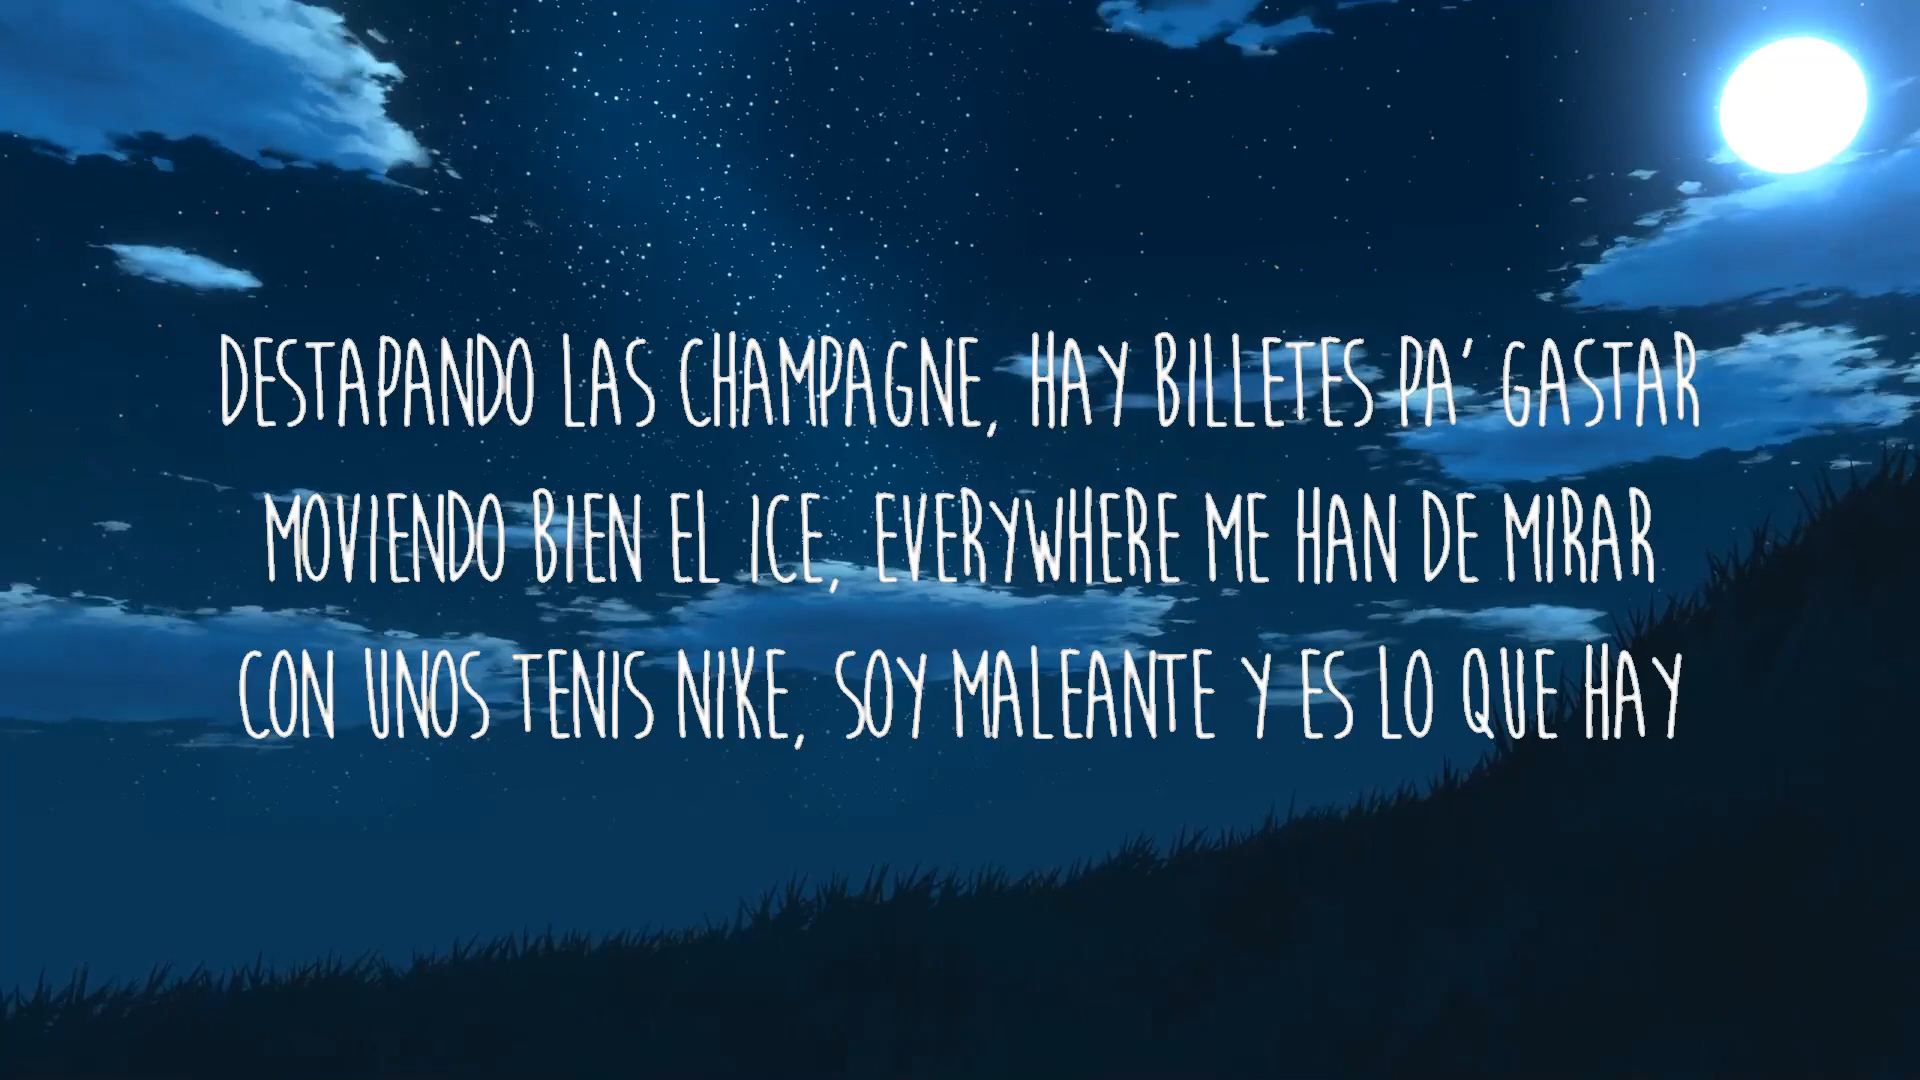 DESTAPANDO LAS CHAMPAGNE, HAY BILLETES PA' GASTAR
MOVIENDO BIEN EL ICE, EVERYWHERE ME HAN DE MIRAR
CON UNOS TENIS NIKE, SOY MALEANTE Y ES LO QUE HAY